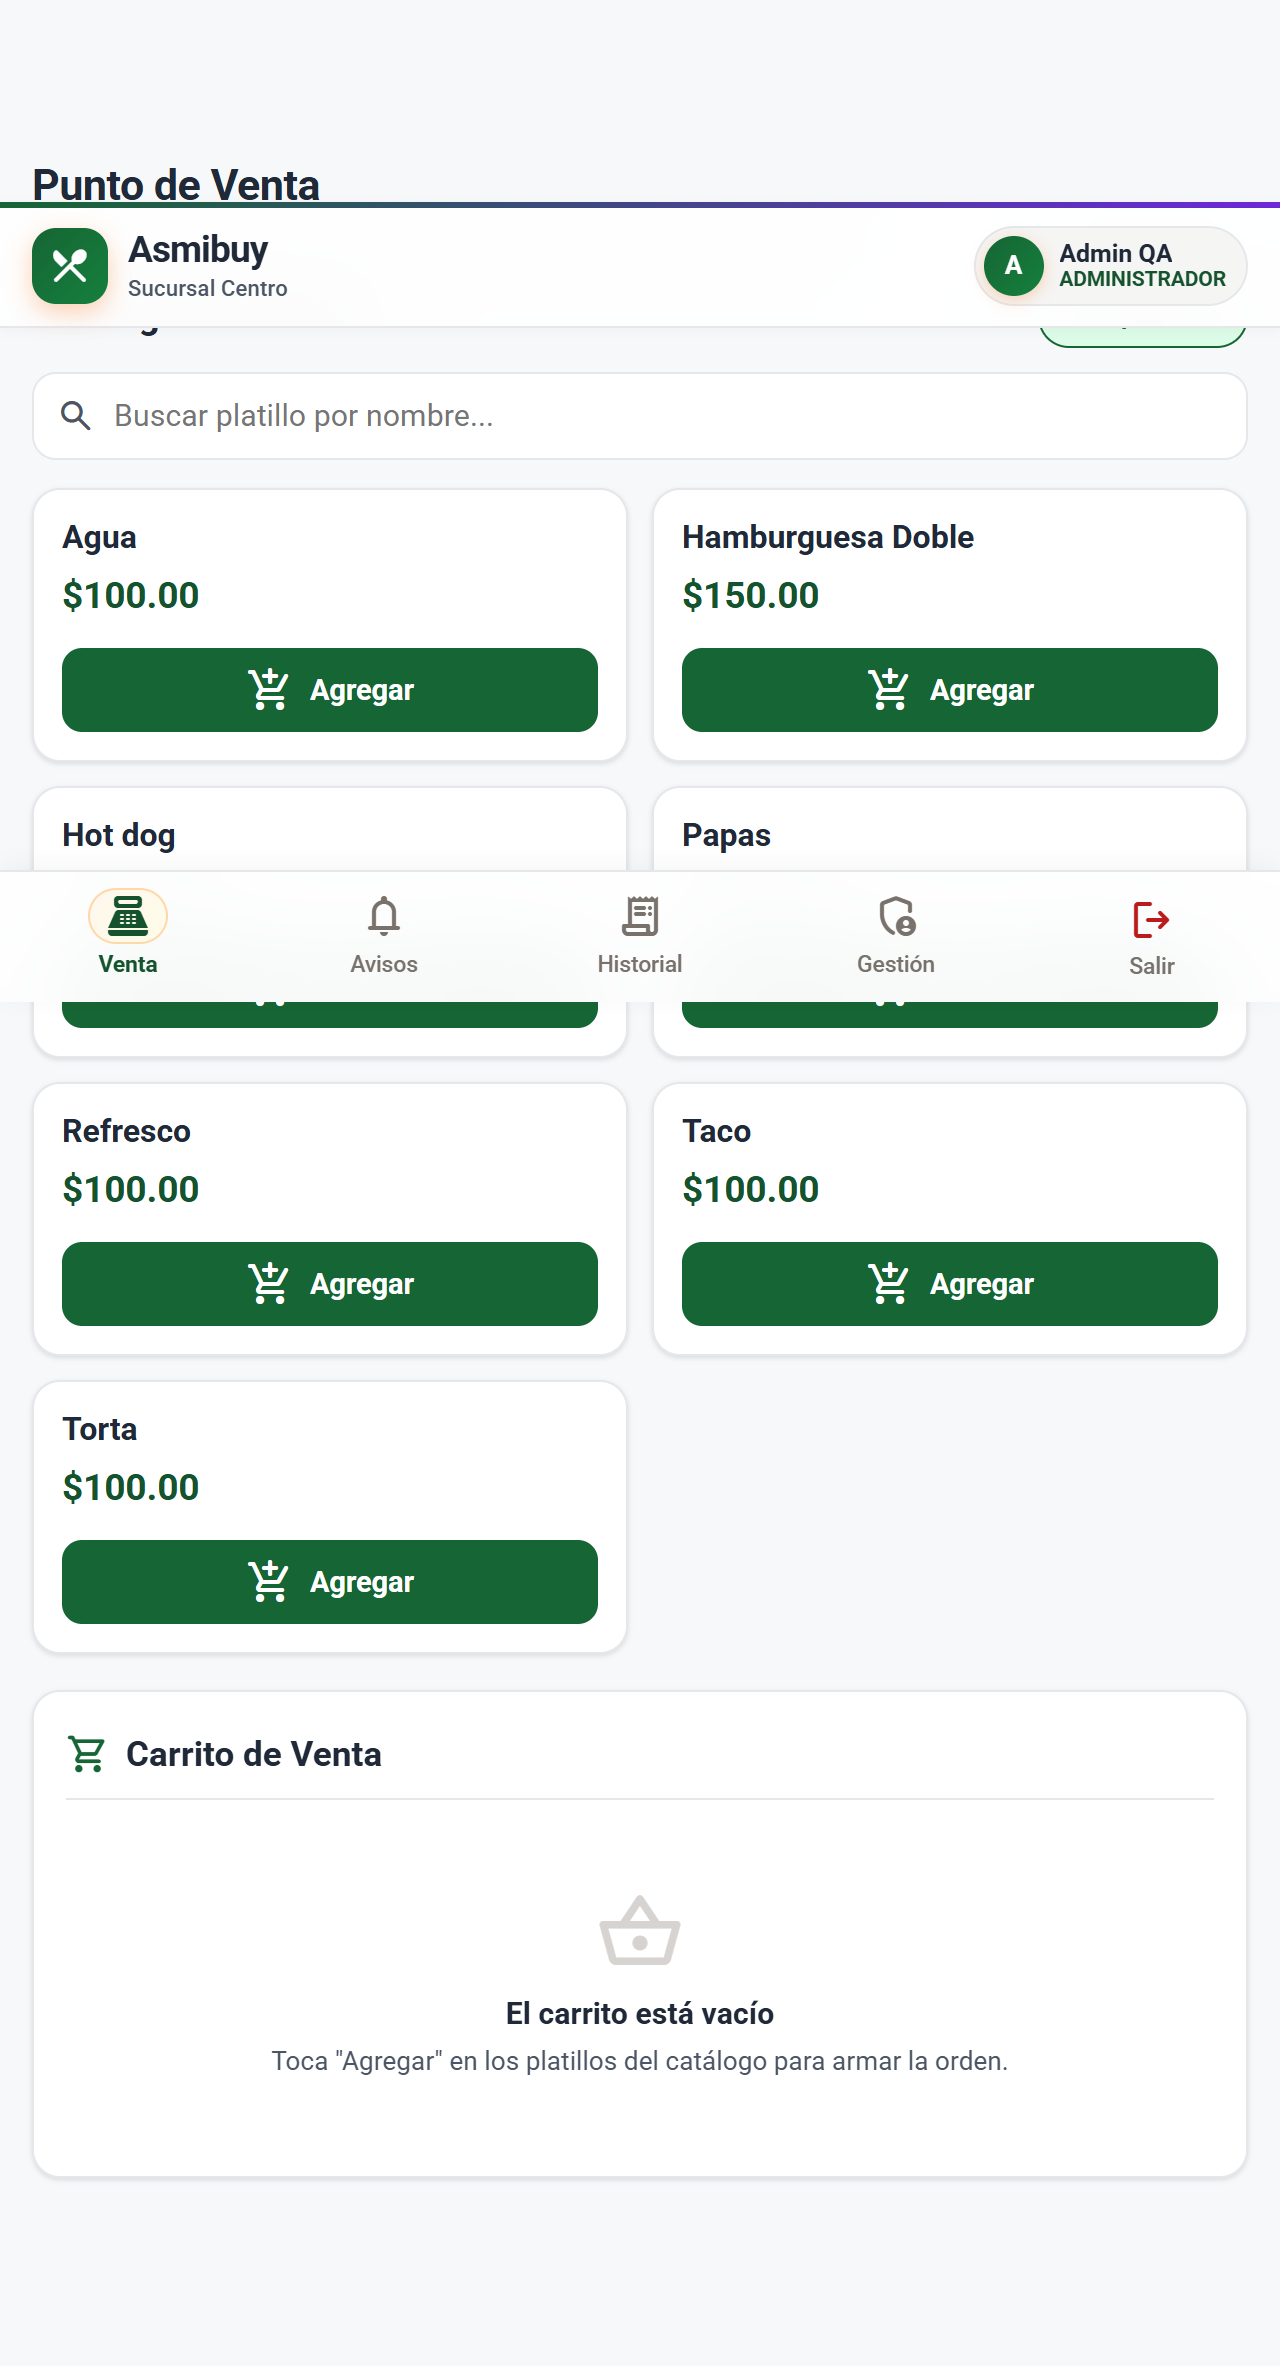 Punto de Venta
Asmibuy
Sucursal Centro
A
Admin QA
ADMINISTRADOR
Buscar platillo por nombre...
Agua
$100.00
Agregar
Hamburguesa Doble
$150.00
Agregar
Hot dog
Papas
Venta
Avisos
Historial
Gestión
Salir
Refresco
$100.00
Agregar
Taco
$100.00
Agregar
Torta
$100.00
Agregar
Carrito de Venta
El carrito está vacío
Toca "Agregar" en los platillos del catálogo para armar la orden.